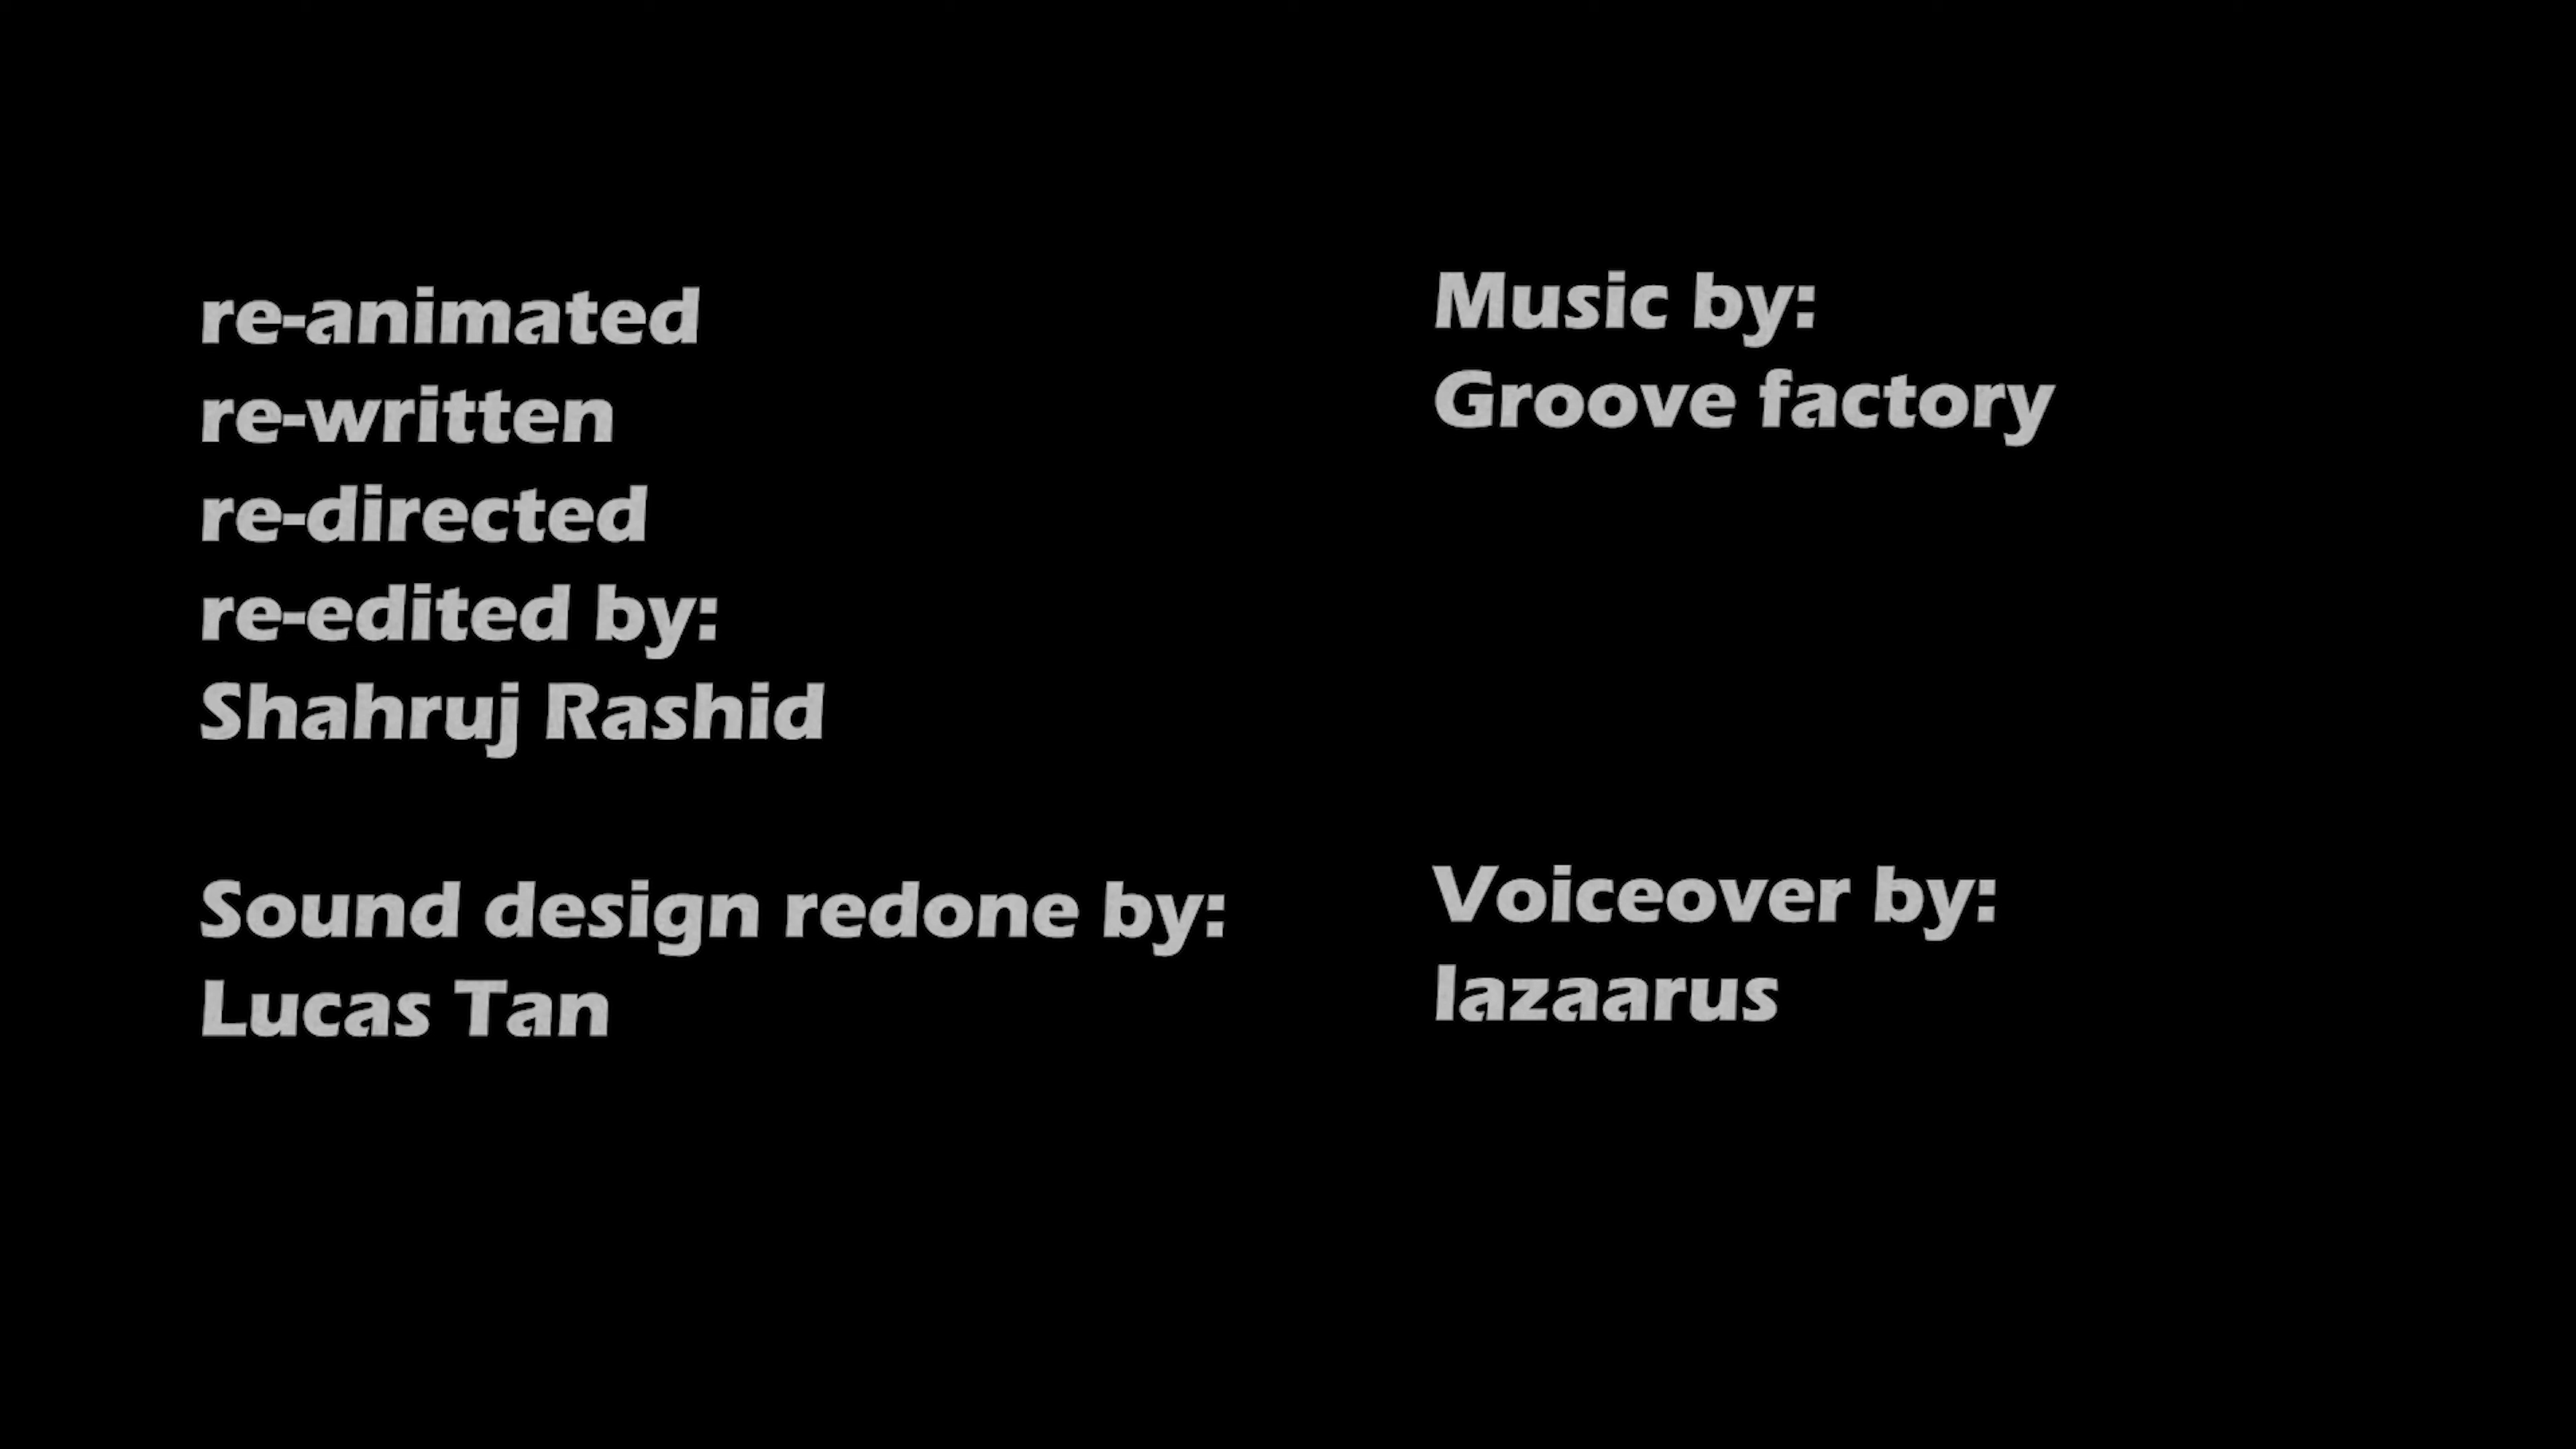 re-animated
re-written
re-directed
re-edited by:
Shahruj Rashid
Sound design redone by:
Lucas Tan
Music by:
Groove factory
Voiceover by:
lazaarus